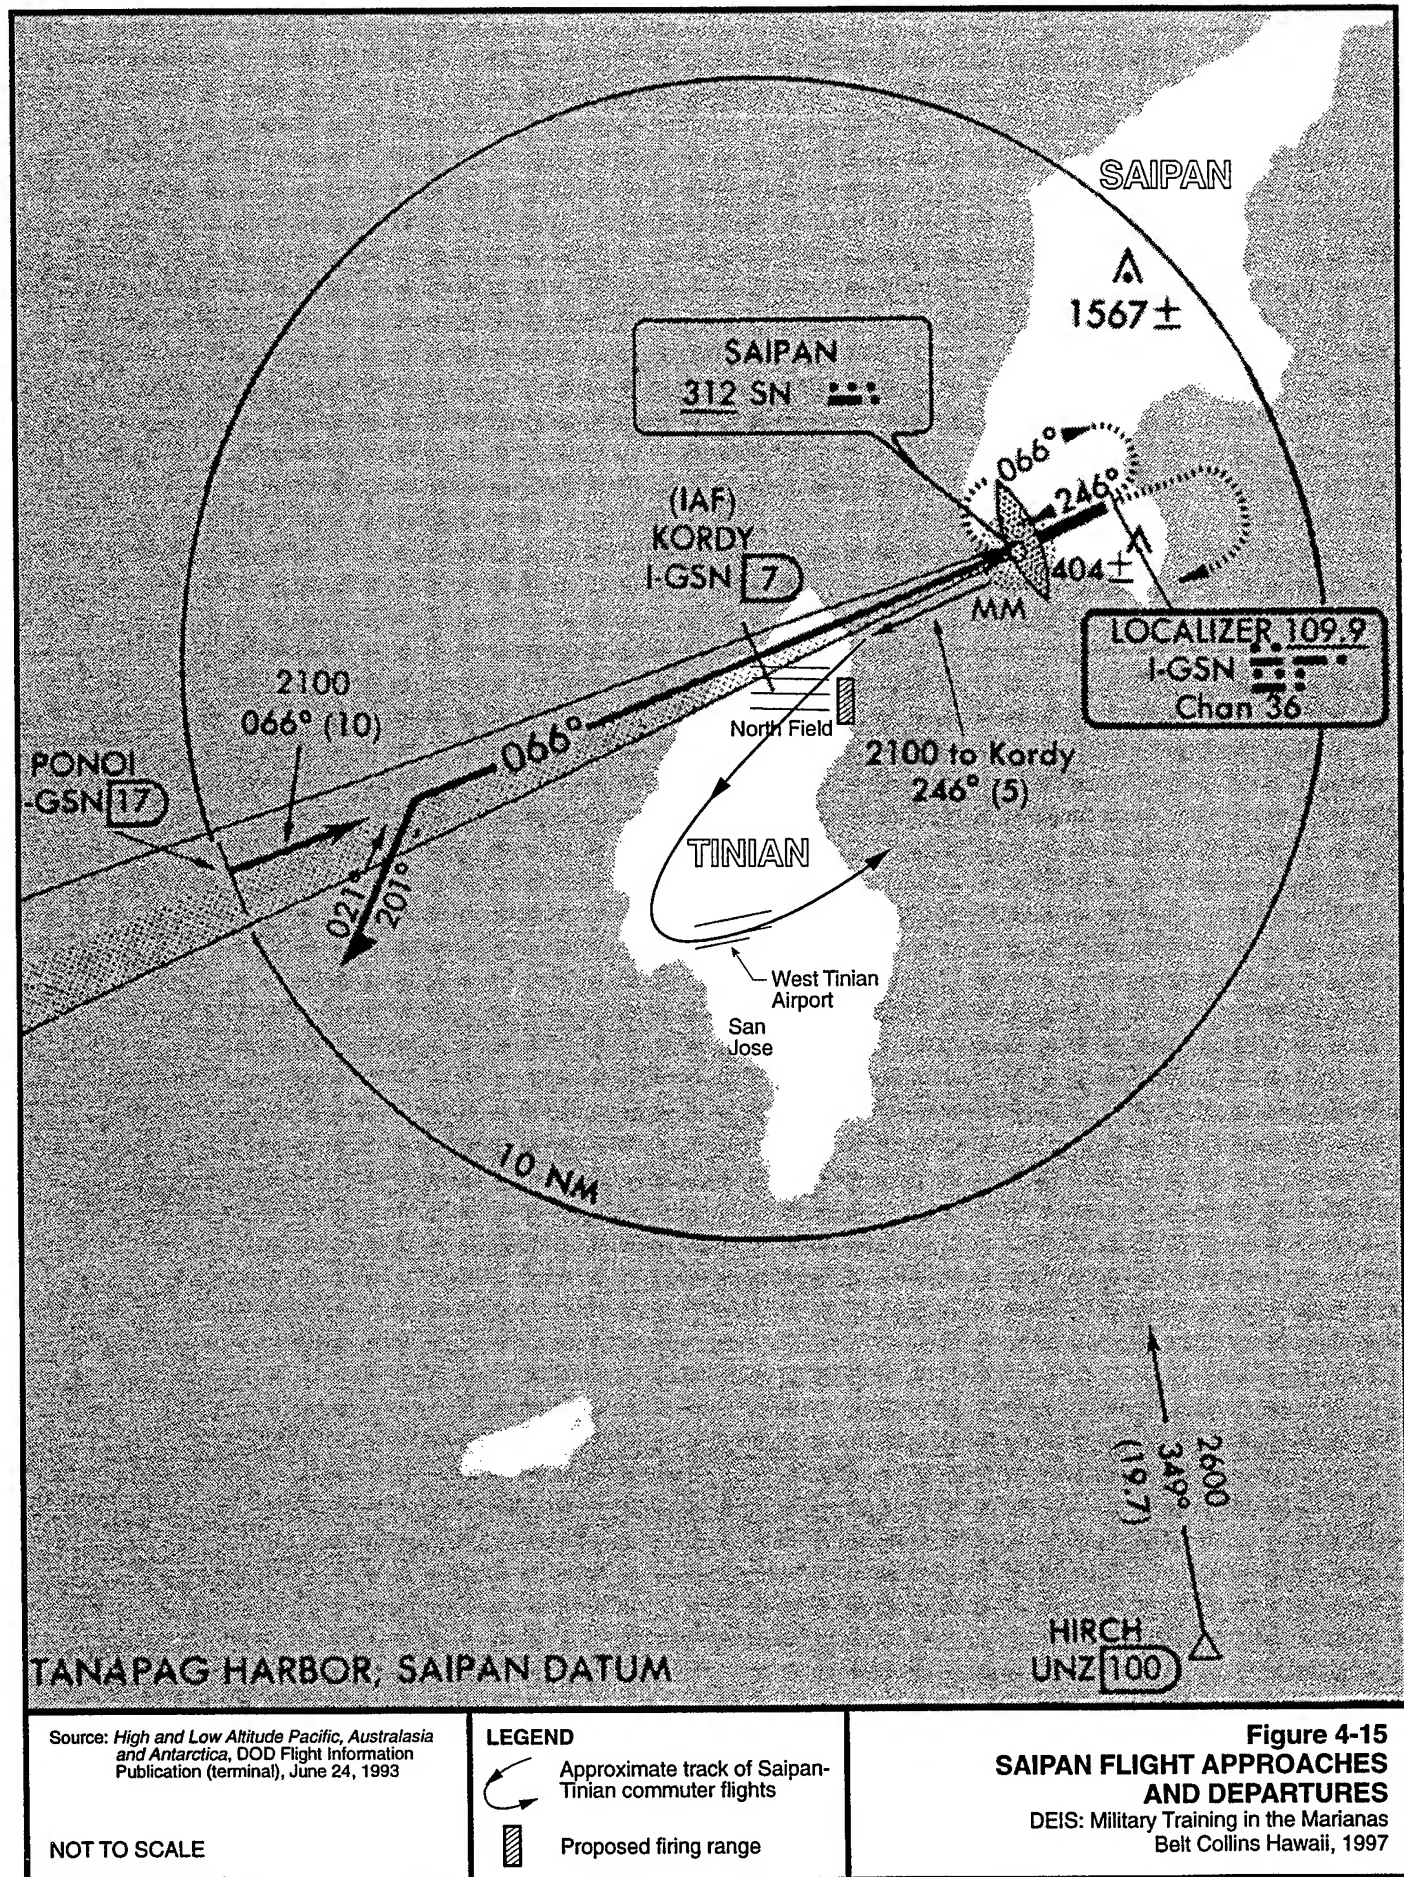 SAIPAN
1567±
SAIPAN
312 SN
066°
246°
(IAF)
KORDY
I-GSN 7
404±
MM
LOCALIZER 109.9
I-GSN
Chan 36
2100
066° (10)
066°
North Field
2100 to Kordy
246° (5)
PONOI
-GSN 17
021°
201°
TINIAN
West Tinian
Airport
San
Jose
10 NM
2600
349°
(19.7)
HIRCH
UNZ 100
TANAPAG HARBOR, SAIPAN DATUM
Source: High and Low Altitude Pacific, Australasia
and Antarctica, DOD Flight Information
Publication (terminal), June 24, 1993
NOT TO SCALE
LEGEND
Approximate track of Saipan-
Tinian commuter flights
Proposed firing range
Figure 4-15
SAIPAN FLIGHT APPROACHES
AND DEPARTURES
DEIS: Military Training in the Marianas
Belt Collins Hawaii, 1997